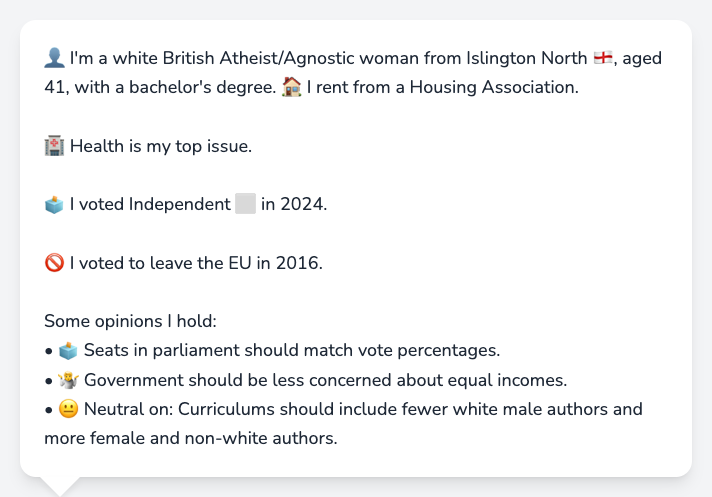 👤 I'm a white British Atheist/Agnostic woman from Islington North 🏴󠁧󠁢󠁥󠁮󠁧󠁿, aged
41, with a bachelor's degree. 🏠 I rent from a Housing Association.
🏥 Health is my top issue.
🗳️ I voted Independent ⬜ in 2024.
🚫 I voted to leave the EU in 2016.
Some opinions I hold:
• 🗳️ Seats in parliament should match vote percentages.
• 🤷 Government should be less concerned about equal incomes.
• 😐 Neutral on: Curriculums should include fewer white male authors and
more female and non-white authors.